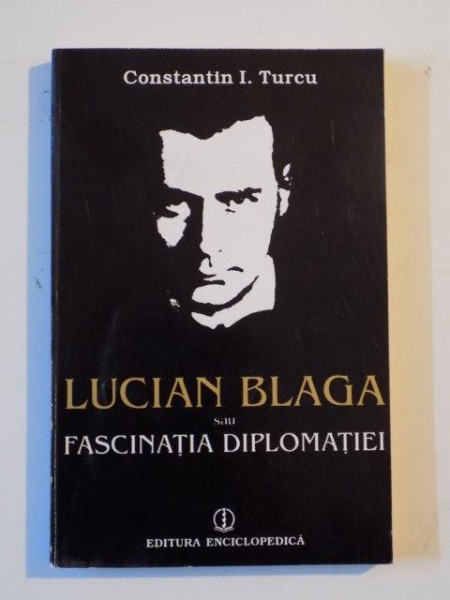 Constantin I. Turcu
LUCIAN BLAGA
sau
FASCINAȚIA DIPLOMAȚIEI
EDITURA ENCICLOPEDICĂ